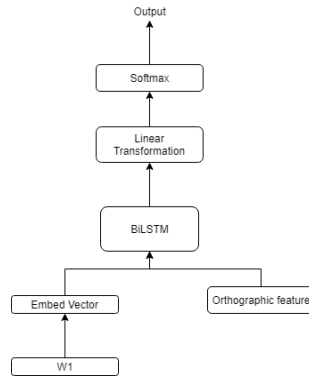 Output
Softmax
Linear
Transformation
BiLSTM
Embed Vector
Orthographic feature
W1